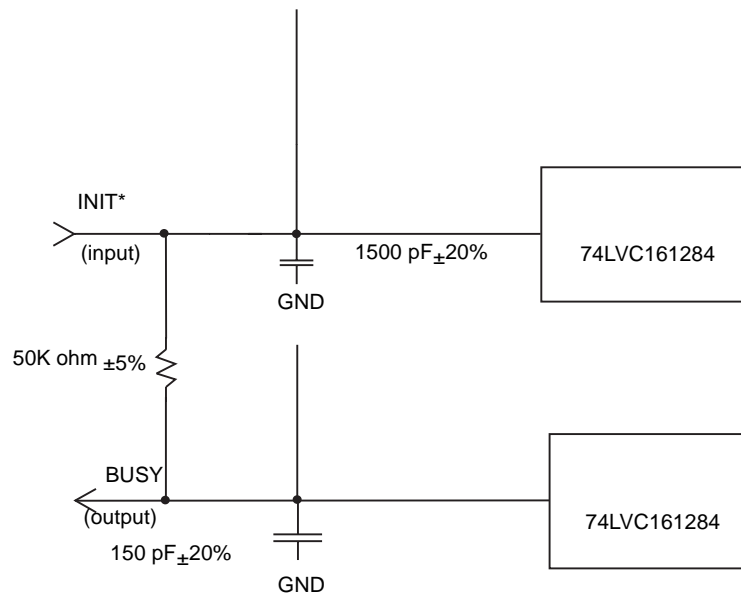 INIT*
(input)
1500 pF±20%
74LVC161284
GND
50K ohm ±5%
BUSY
(output)
74LVC161284
150 pF±20%
GND